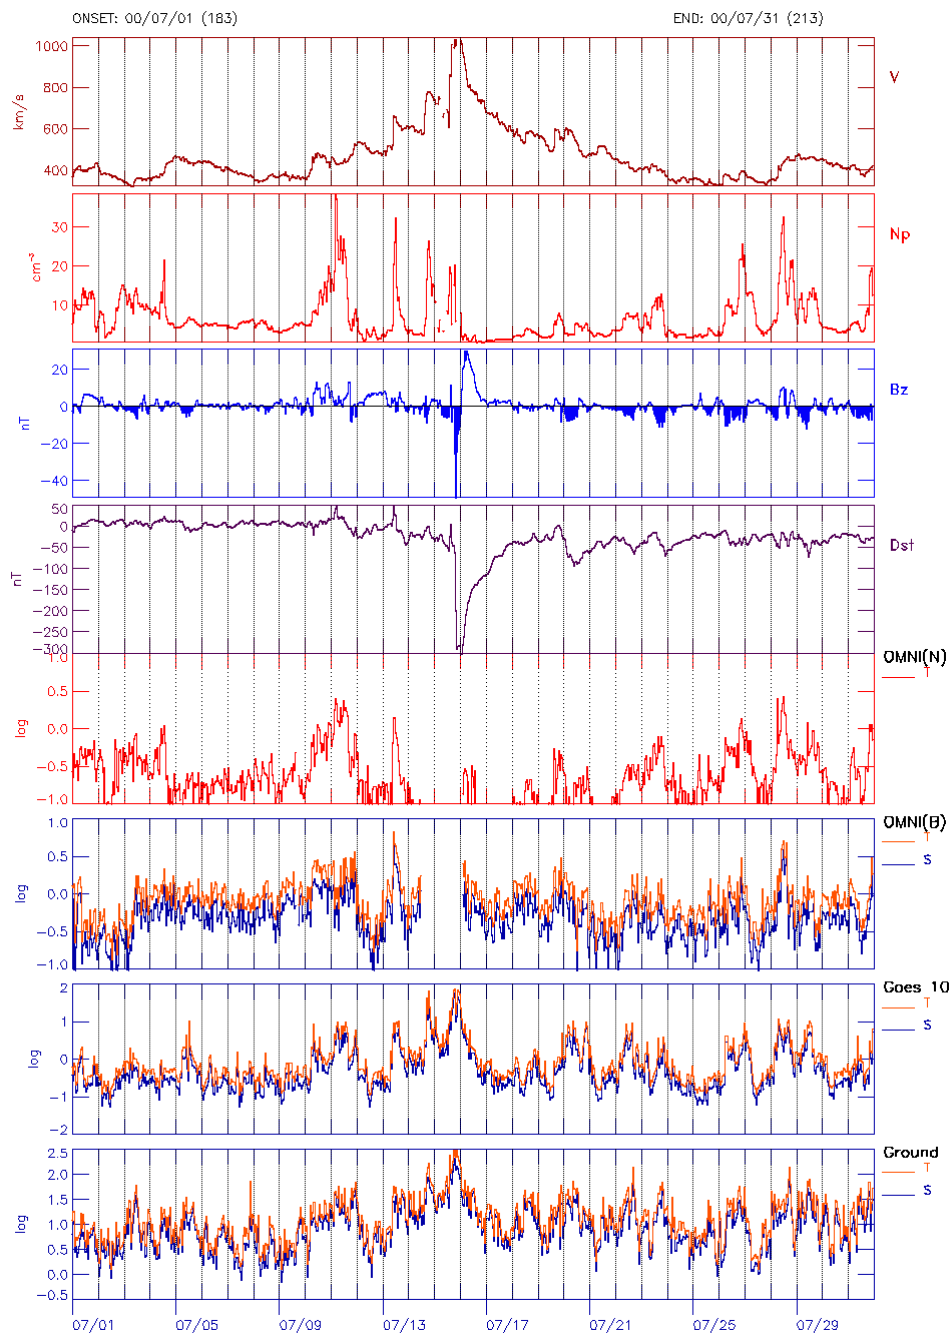 ONSET: 00/07/01 (183) END: 00/07/31 (213)
1000
800
600
400
km/s
V
30
20
10
cm⁻³
Np
20
0
−20
−40
nT
Bz
50
0
−50
−100
−150
−200
−250
−300
nT
Dst
1.0
0.5
0.0
−0.5
−1.0
log
OMNI(N)
T
1.0
0.5
0.0
−0.5
−1.0
log
OMNI(B)
T
S
2
1
0
−1
−2
log
Goes 10
T
S
2.5
2.0
1.5
1.0
0.5
0.0
−0.5
log
Ground
T
S
07/01 07/05 07/09 07/13 07/17 07/21 07/25 07/29